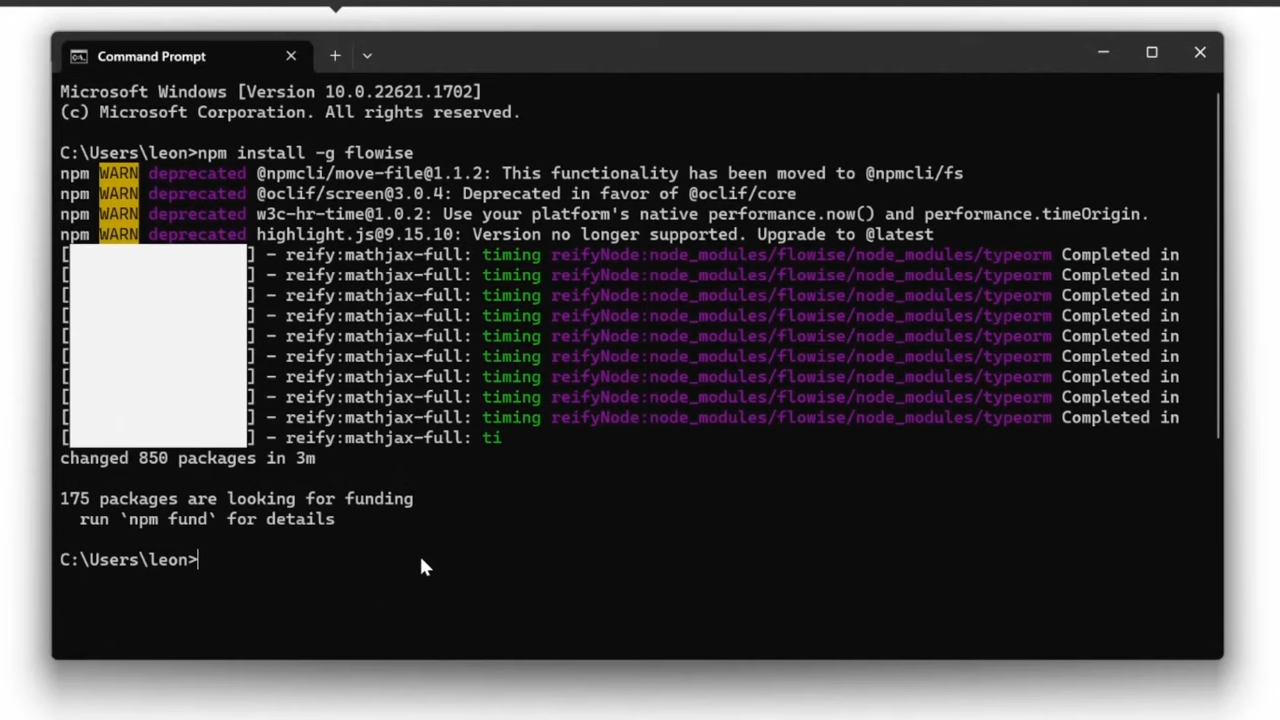 Command Prompt
Microsoft Windows [Version 10.0.22621.1702]
(c) Microsoft Corporation. All rights reserved.
C:\Users\leon>npm install -g flowise
npm WARN deprecated @npmcli/move-file@1.1.2: This functionality has been moved to @npmcli/fs
npm WARN deprecated @oclif/screen@3.0.4: Deprecated in favor of @oclif/core
npm WARN deprecated w3c-hr-time@1.0.2: Use your platform's native performance.now() and performance.timeOrigin.
npm WARN deprecated highlight.js@9.15.10: Version no longer supported. Upgrade to @latest
[ ] - reify:mathjax-full: timing reifyNode:node_modules/flowise/node_modules/typeorm Completed in
[ ] - reify:mathjax-full: timing reifyNode:node_modules/flowise/node_modules/typeorm Completed in
[ ] - reify:mathjax-full: timing reifyNode:node_modules/flowise/node_modules/typeorm Completed in
[ ] - reify:mathjax-full: timing reifyNode:node_modules/flowise/node_modules/typeorm Completed in
[ ] - reify:mathjax-full: timing reifyNode:node_modules/flowise/node_modules/typeorm Completed in
[ ] - reify:mathjax-full: timing reifyNode:node_modules/flowise/node_modules/typeorm Completed in
[ ] - reify:mathjax-full: timing reifyNode:node_modules/flowise/node_modules/typeorm Completed in
[ ] - reify:mathjax-full: timing reifyNode:node_modules/flowise/node_modules/typeorm Completed in
[ ] - reify:mathjax-full: timing reifyNode:node_modules/flowise/node_modules/typeorm Completed in
[ ] - reify:mathjax-full: ti
changed 850 packages in 3m
175 packages are looking for funding
run `npm fund` for details
C:\Users\leon>